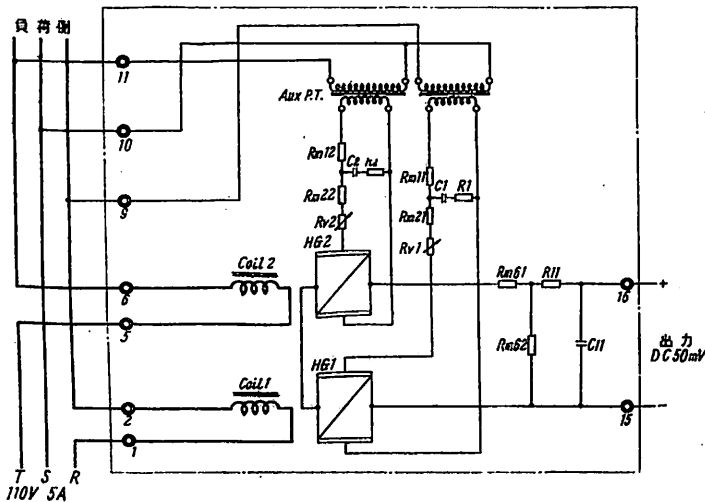 負荷側
11
Aux P.T.
10
Rm12
C2
Rm11
C1 R1
Rm22
Rm21
9
Rv2
Rv1
HG2
Coil 2
6
Rm61 R11
16 +
5
Rm62
C11
出力
DC 50mV
HG1
Coil 1
2
15 −
1
T S R
110V 5A